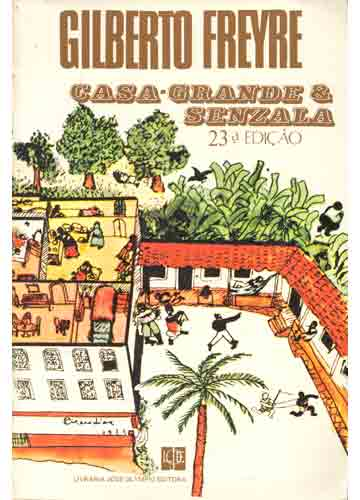 GILBERTO FREYRE
CASA-GRANDE &
SENZALA
23ª EDIÇÃO
LIVRARIA JOSÉ OLYMPIO EDITORA